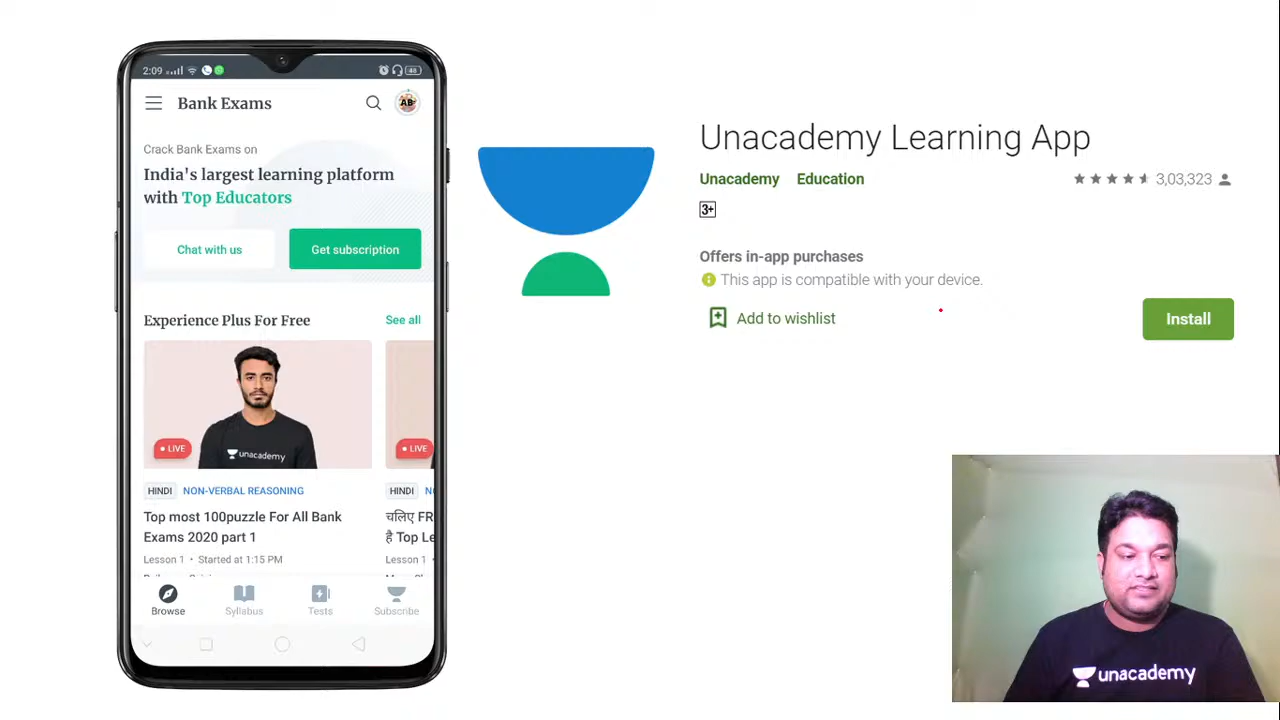 2:09
48
Bank Exams
AB
Crack Bank Exams on
India's largest learning platform
with Top Educators
Chat with us
Get subscription
Experience Plus For Free
See all
LIVE
LIVE
unacademy
HINDI NON-VERBAL REASONING
HINDI
Top most 100puzzle For All Bank
Exams 2020 part 1
चलिए FR
है Top Le
Lesson 1 • Started at 1:15 PM
Lesson 1
Browse
Syllabus
Tests
Subscribe
Unacademy Learning App
Unacademy Education
3,03,323
3+
Offers in-app purchases
This app is compatible with your device.
Add to wishlist
Install
unacademy